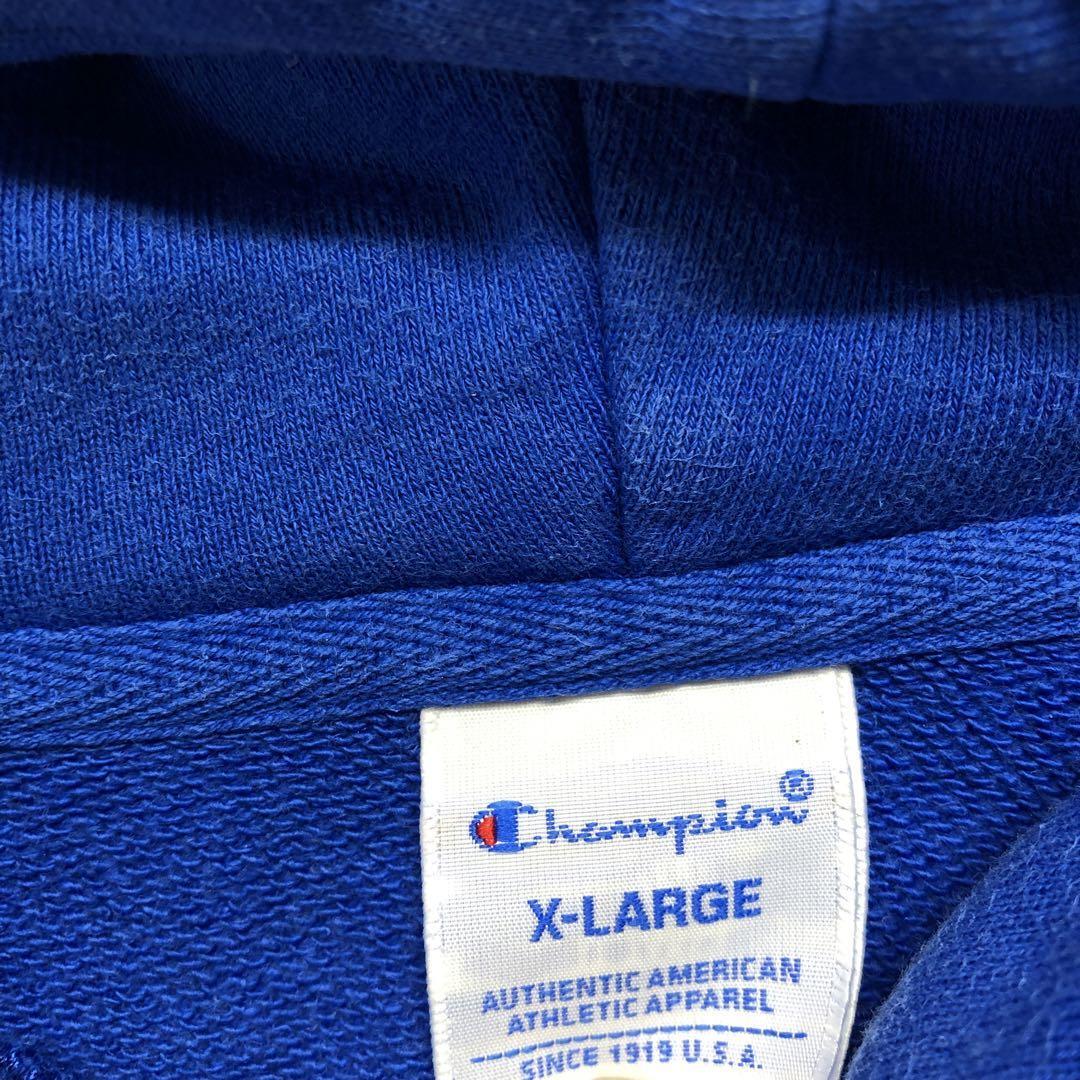 Champion®
X-LARGE
AUTHENTIC AMERICAN
ATHLETIC APPAREL
SINCE 1919 U.S.A.